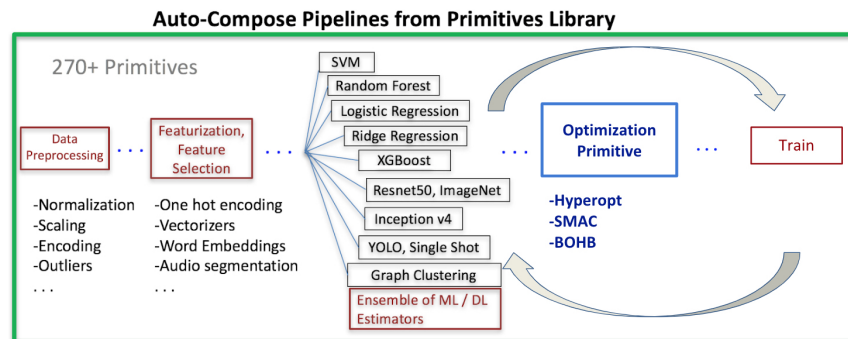 Auto-Compose Pipelines from Primitives Library
270+ Primitives
Data
Preprocessing
. . .
Featurization,
Feature
Selection
. . .
SVM
Random Forest
Logistic Regression
Ridge Regression
XGBoost
Resnet50, ImageNet
Inception v4
YOLO, Single Shot
Graph Clustering
Ensemble of ML / DL
Estimators
. . .
Optimization
Primitive
...
Train
-Normalization
-Scaling
-Encoding
-Outliers
. . .
-One hot encoding
-Vectorizers
-Word Embeddings
-Audio segmentation
. . .
-Hyperopt
-SMAC
-BOHB